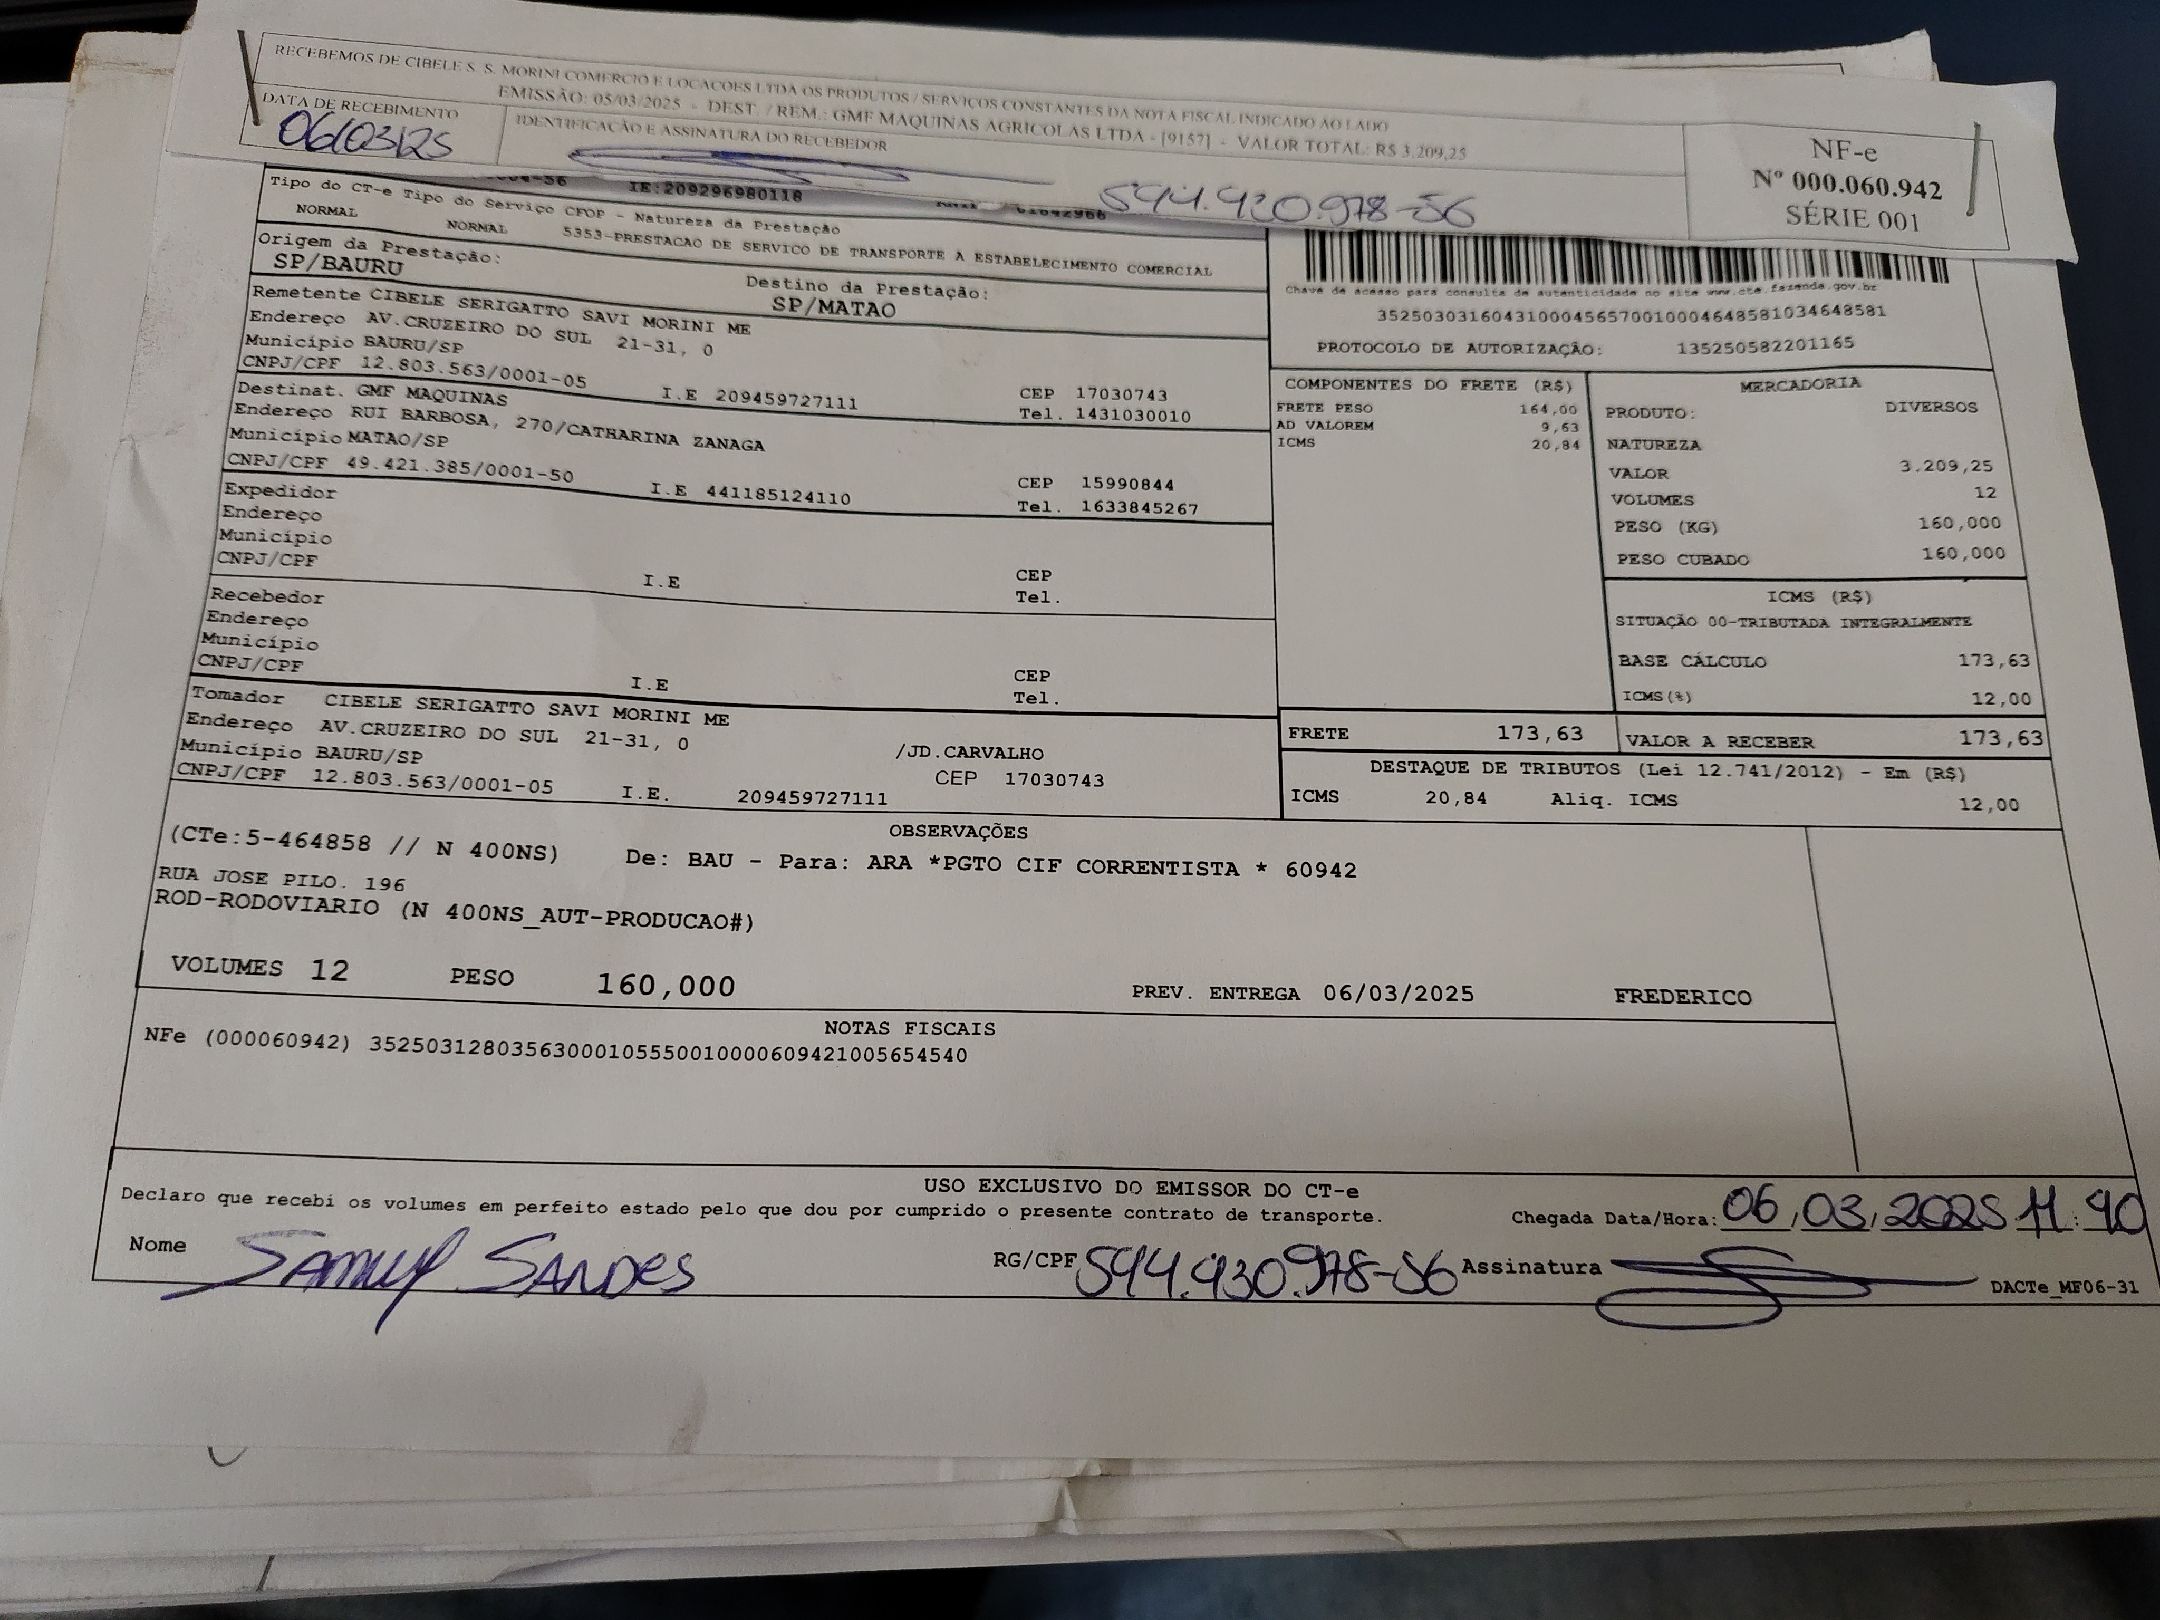 RECEBEMOS DE CIBELE S. S. MORINI COMERCIO E LOCACOES LTDA OS PRODUTOS / SERVIÇOS CONSTANTES DA NOTA FISCAL INDICADO AO LADO
EMISSÃO: 05/03/2025 - DEST. / REM.: GMF MAQUINAS AGRICOLAS LTDA - [9157] - VALOR TOTAL: R$ 3.209,25
DATA DE RECEBIMENTO
06/03/25
IDENTIFICAÇÃO E ASSINATURA DO RECEBEDOR
594.930.978-56
NF-e
Nº 000.060.942
SÉRIE 001
IE:209296980118
Tipo do CT-e Tipo do Serviço CFOP - Natureza da Prestação
NORMAL NORMAL 5353-PRESTACAO DE SERVICO DE TRANSPORTE A ESTABELECIMENTO COMERCIAL
Origem da Prestação: Destino da Prestação:
SP/BAURU SP/MATAO
Remetente CIBELE SERIGATTO SAVI MORINI ME
Endereço AV.CRUZEIRO DO SUL 21-31, 0
Município BAURU/SP CEP 17030743
CNPJ/CPF 12.803.563/0001-05 I.E 209459727111 Tel. 1431030010
Destinat. GMF MAQUINAS
Endereço RUI BARBOSA, 270/CATHARINA ZANAGA
Município MATAO/SP CEP 15990844
CNPJ/CPF 49.421.385/0001-50 I.E 441185124110 Tel. 1633845267
Expedidor
Endereço
Município CEP
CNPJ/CPF I.E Tel.
Recebedor
Endereço
Município CEP
CNPJ/CPF I.E Tel.
Tomador CIBELE SERIGATTO SAVI MORINI ME
Endereço AV.CRUZEIRO DO SUL 21-31, 0 /JD.CARVALHO
Município BAURU/SP CEP 17030743
CNPJ/CPF 12.803.563/0001-05 I.E. 209459727111
Chave de acesso para consulta de autenticidade no site www.cte.fazenda.gov.br
35250303160431000456570010004648581034648581
PROTOCOLO DE AUTORIZAÇÃO: 135250582201165
COMPONENTES DO FRETE (R$)
FRETE PESO 164,00
AD VALOREM 9,63
ICMS 20,84
MERCADORIA
PRODUTO: DIVERSOS
NATUREZA
VALOR 3.209,25
VOLUMES 12
PESO (KG) 160,000
PESO CUBADO 160,000
ICMS (R$)
SITUAÇÃO 00-TRIBUTADA INTEGRALMENTE
BASE CÁLCULO 173,63
ICMS(%) 12,00
FRETE 173,63 VALOR A RECEBER 173,63
DESTAQUE DE TRIBUTOS (Lei 12.741/2012) - Em (R$)
ICMS 20,84 Aliq. ICMS 12,00
OBSERVAÇÕES
(CTe:5-464858 // N 400NS) De: BAU - Para: ARA *PGTO CIF CORRENTISTA * 60942
RUA JOSE PILO. 196
ROD-RODOVIARIO (N 400NS_AUT-PRODUCAO#)
VOLUMES 12 PESO 160,000 PREV. ENTREGA 06/03/2025 FREDERICO
NOTAS FISCAIS
NFe (000060942) 35250312803563000105550010000609421005654540
USO EXCLUSIVO DO EMISSOR DO CT-e
Declaro que recebi os volumes em perfeito estado pelo que dou por cumprido o presente contrato de transporte.
Chegada Data/Hora: 06/03/2025 11:40
Nome Samuel Sandes RG/CPF 594.930.978-56 Assinatura
DACTe_MF06-31